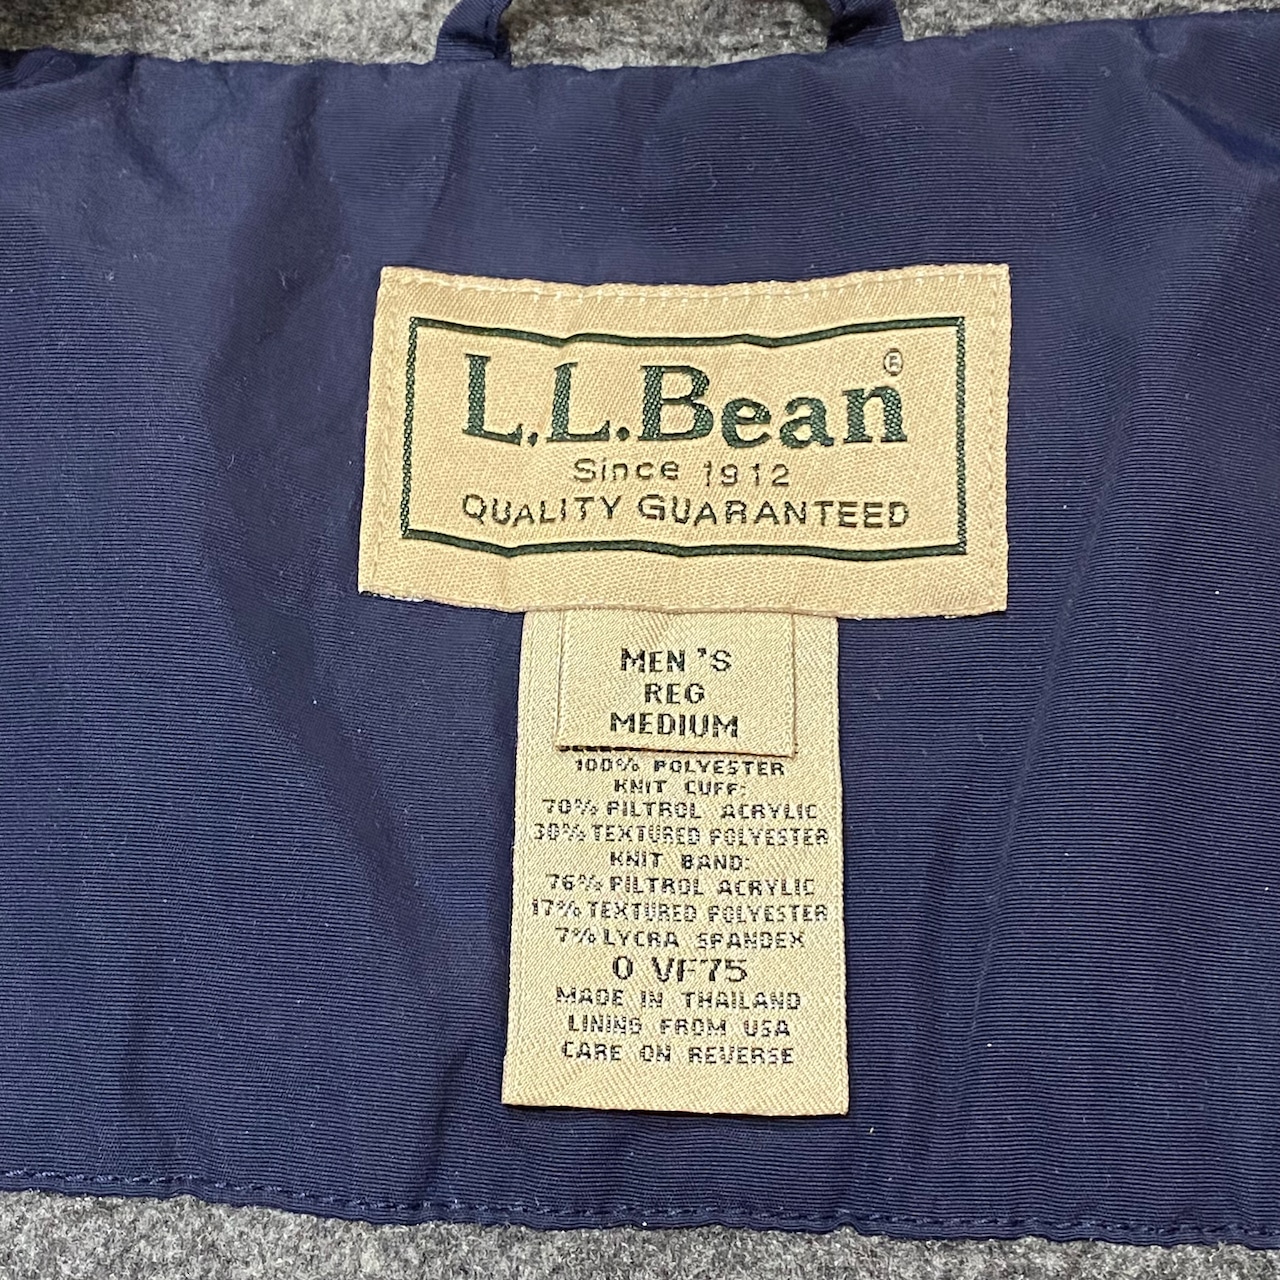 L.L.Bean®
Since 1912
QUALITY GUARANTEED
MEN'S
REG
MEDIUM
100% POLYESTER
KNIT CUFF:
70% PILTROL ACRYLIC
30% TEXTURED POLYESTER
KNIT BAND:
76% PILTROL ACRYLIC
17% TEXTURED POLYESTER
7% LYCRA SPANDEX
0 VF75
MADE IN THAILAND
LINING FROM USA
CARE ON REVERSE